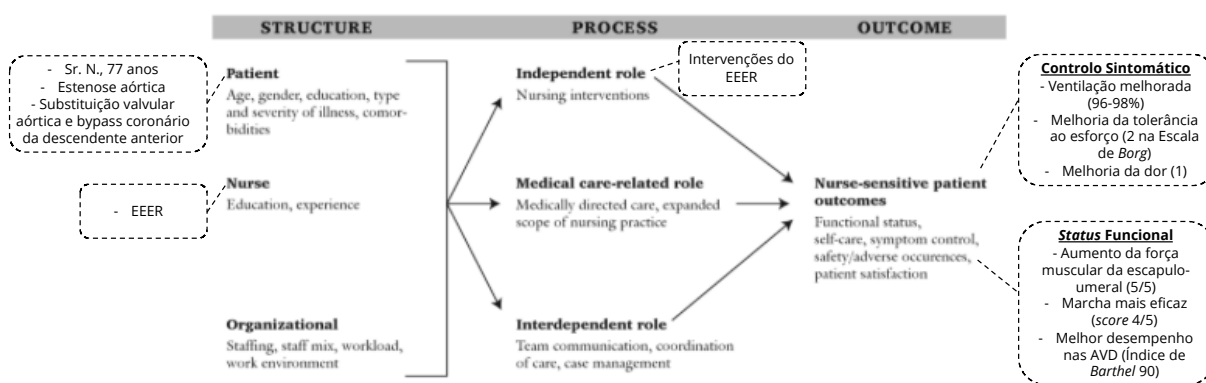 STRUCTURE
PROCESS
OUTCOME
- Sr. N., 77 anos
- Estenose aórtica
- Substituição valvular
aórtica e bypass coronário
da descendente anterior
Patient
Age, gender, education, type
and severity of illness, comor-
bidities
Nurse
Education, experience
- EEER
Organizational
Staffing, staff mix, workload,
work environment
Independent role
Nursing interventions
Intervenções do
EEER
Medical care-related role
Medically directed care, expanded
scope of nursing practice
Interdependent role
Team communication, coordination
of care, case management
Nurse-sensitive patient
outcomes
Functional status,
self-care, symptom control,
safety/adverse occurences,
patient satisfaction
Controlo Sintomático
- Ventilação melhorada
(96-98%)
- Melhoria da tolerância
ao esforço (2 na Escala
de Borg)
- Melhoria da dor (1)
Status Funcional
- Aumento da força
muscular da escapulo-
umeral (5/5)
- Marcha mais eficaz
(score 4/5)
- Melhor desempenho
nas AVD (Índice de
Barthel 90)